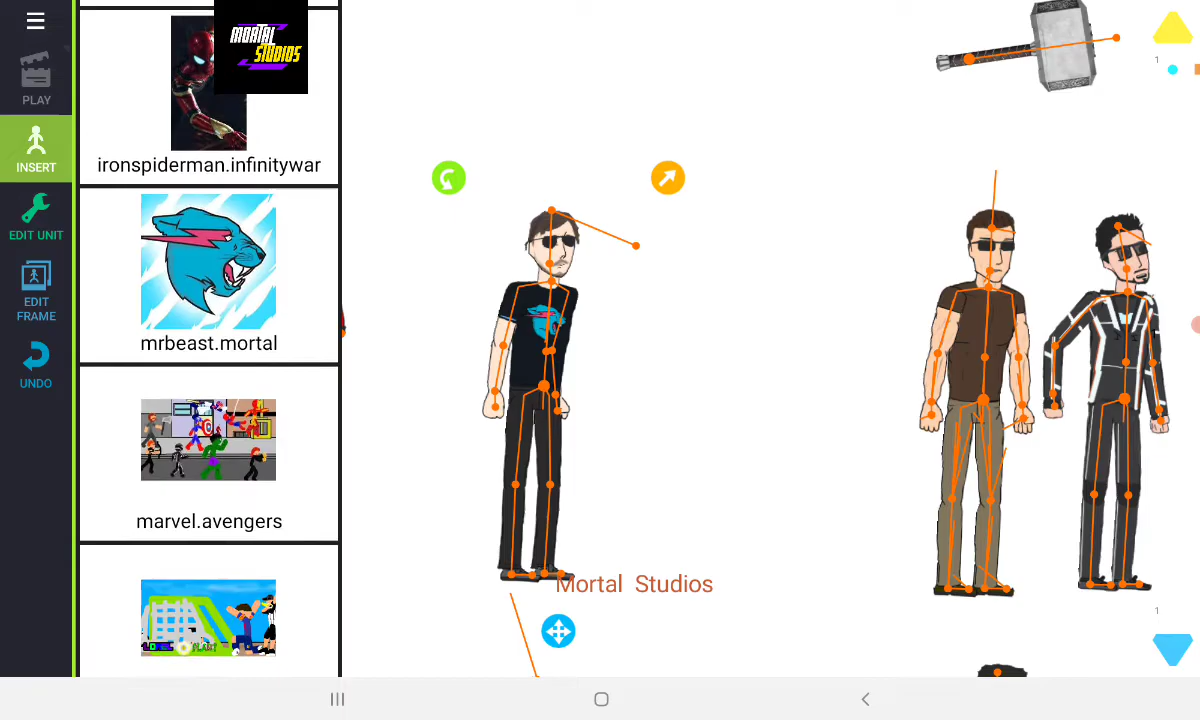 MORTAL
STUDIOS
PLAY
INSERT
EDIT UNIT
EDIT
FRAME
UNDO
ironspiderman.infinitywar
mrbeast.mortal
marvel.avengers
Mortal Studios
1
1